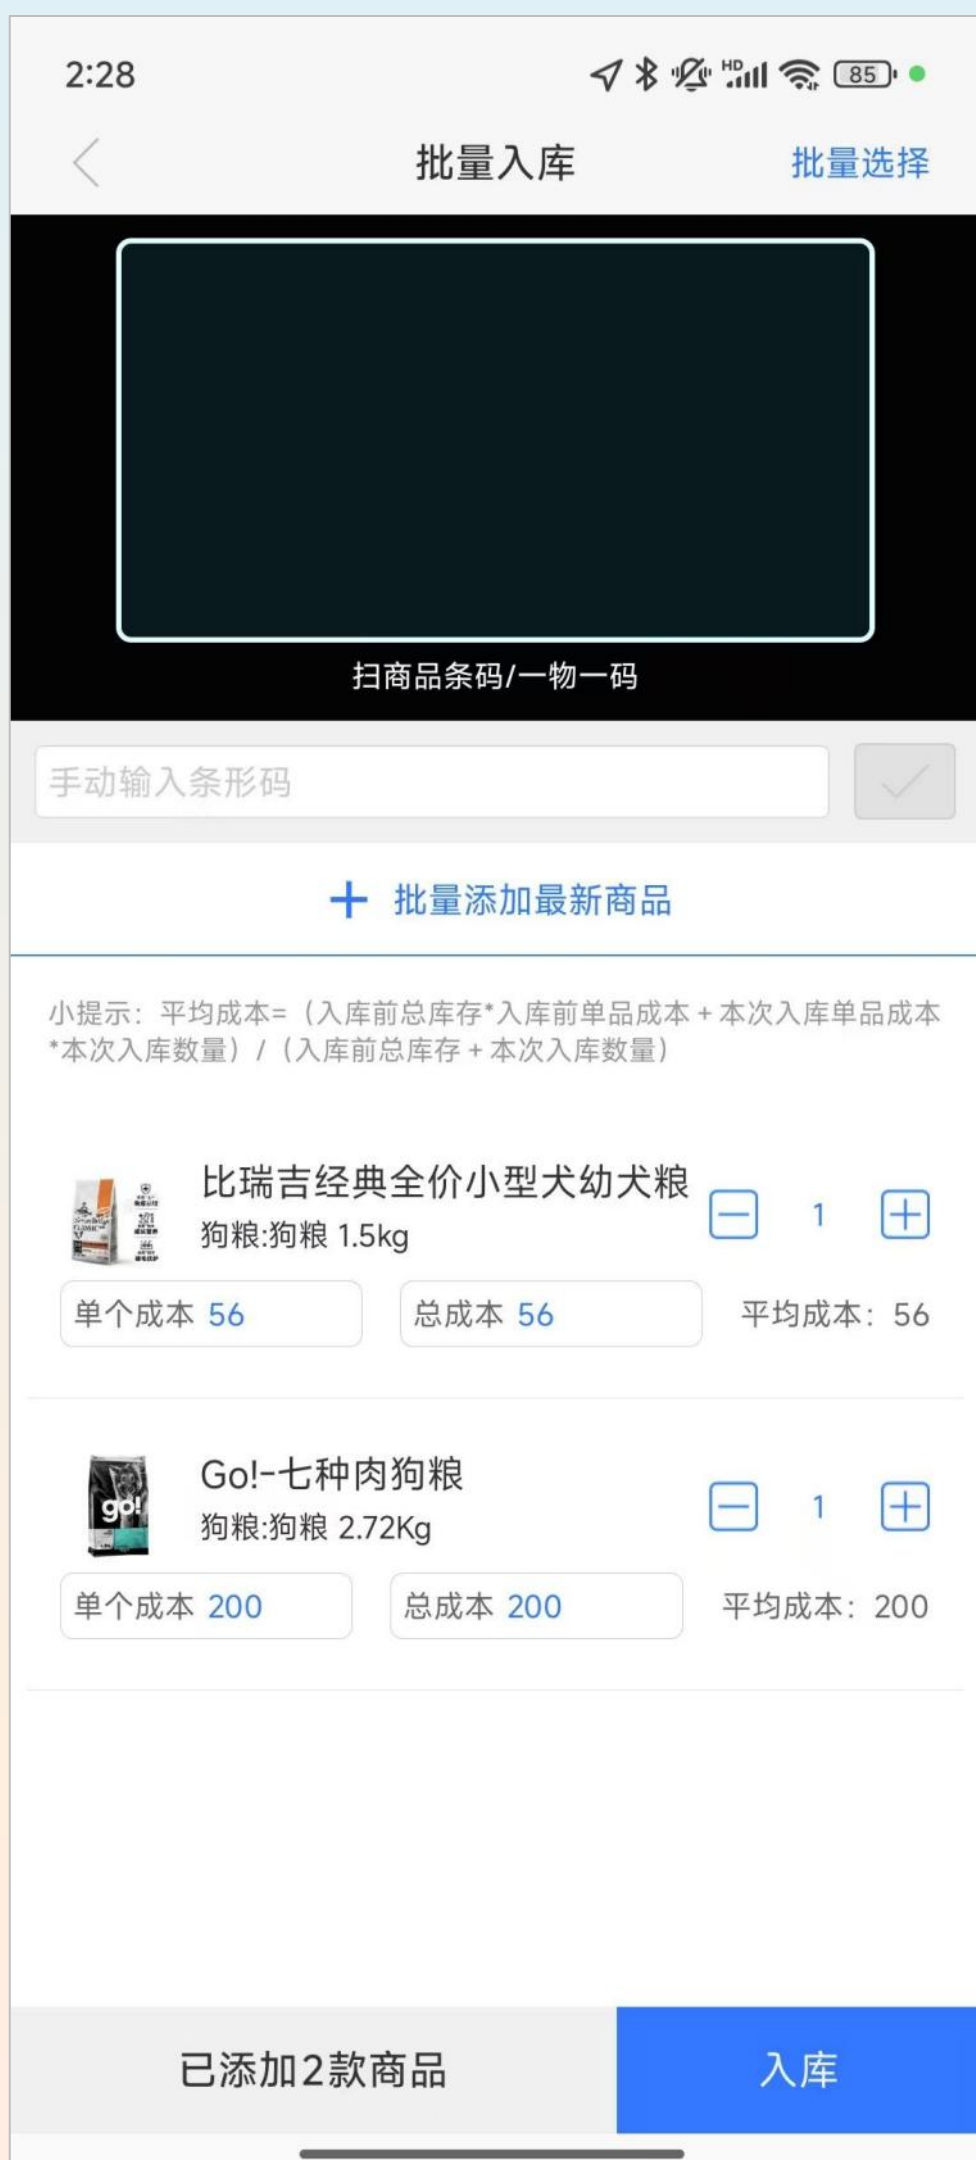 2:28
HD
85
批量入库
批量选择
扫商品条码/一物一码
手动输入条形码
批量添加最新商品
小提示：平均成本=（入库前总库存*入库前单品成本+本次入库单品成本
*本次入库数量）/（入库前总库存+本次入库数量）
比瑞吉经典全价小型犬幼犬粮
狗粮:狗粮 1.5kg
1
单个成本 56
总成本 56
平均成本：56
go!
Go!-七种肉狗粮
狗粮:狗粮 2.72Kg
1
单个成本 200
总成本 200
平均成本：200
已添加2款商品
入库